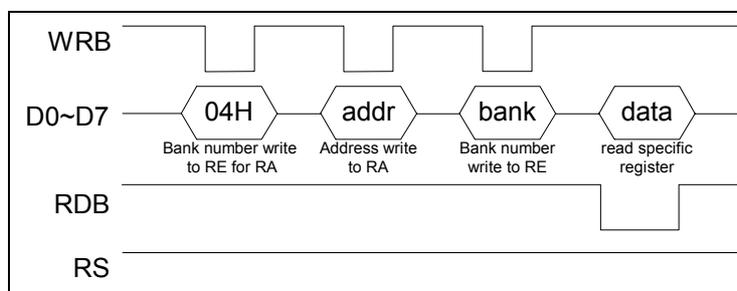 WRB
D0~D7
04H
addr
bank
data
Bank number write
to RE for RA
Address write
to RA
Bank number
write to RE
read specific
register
RDB
RS